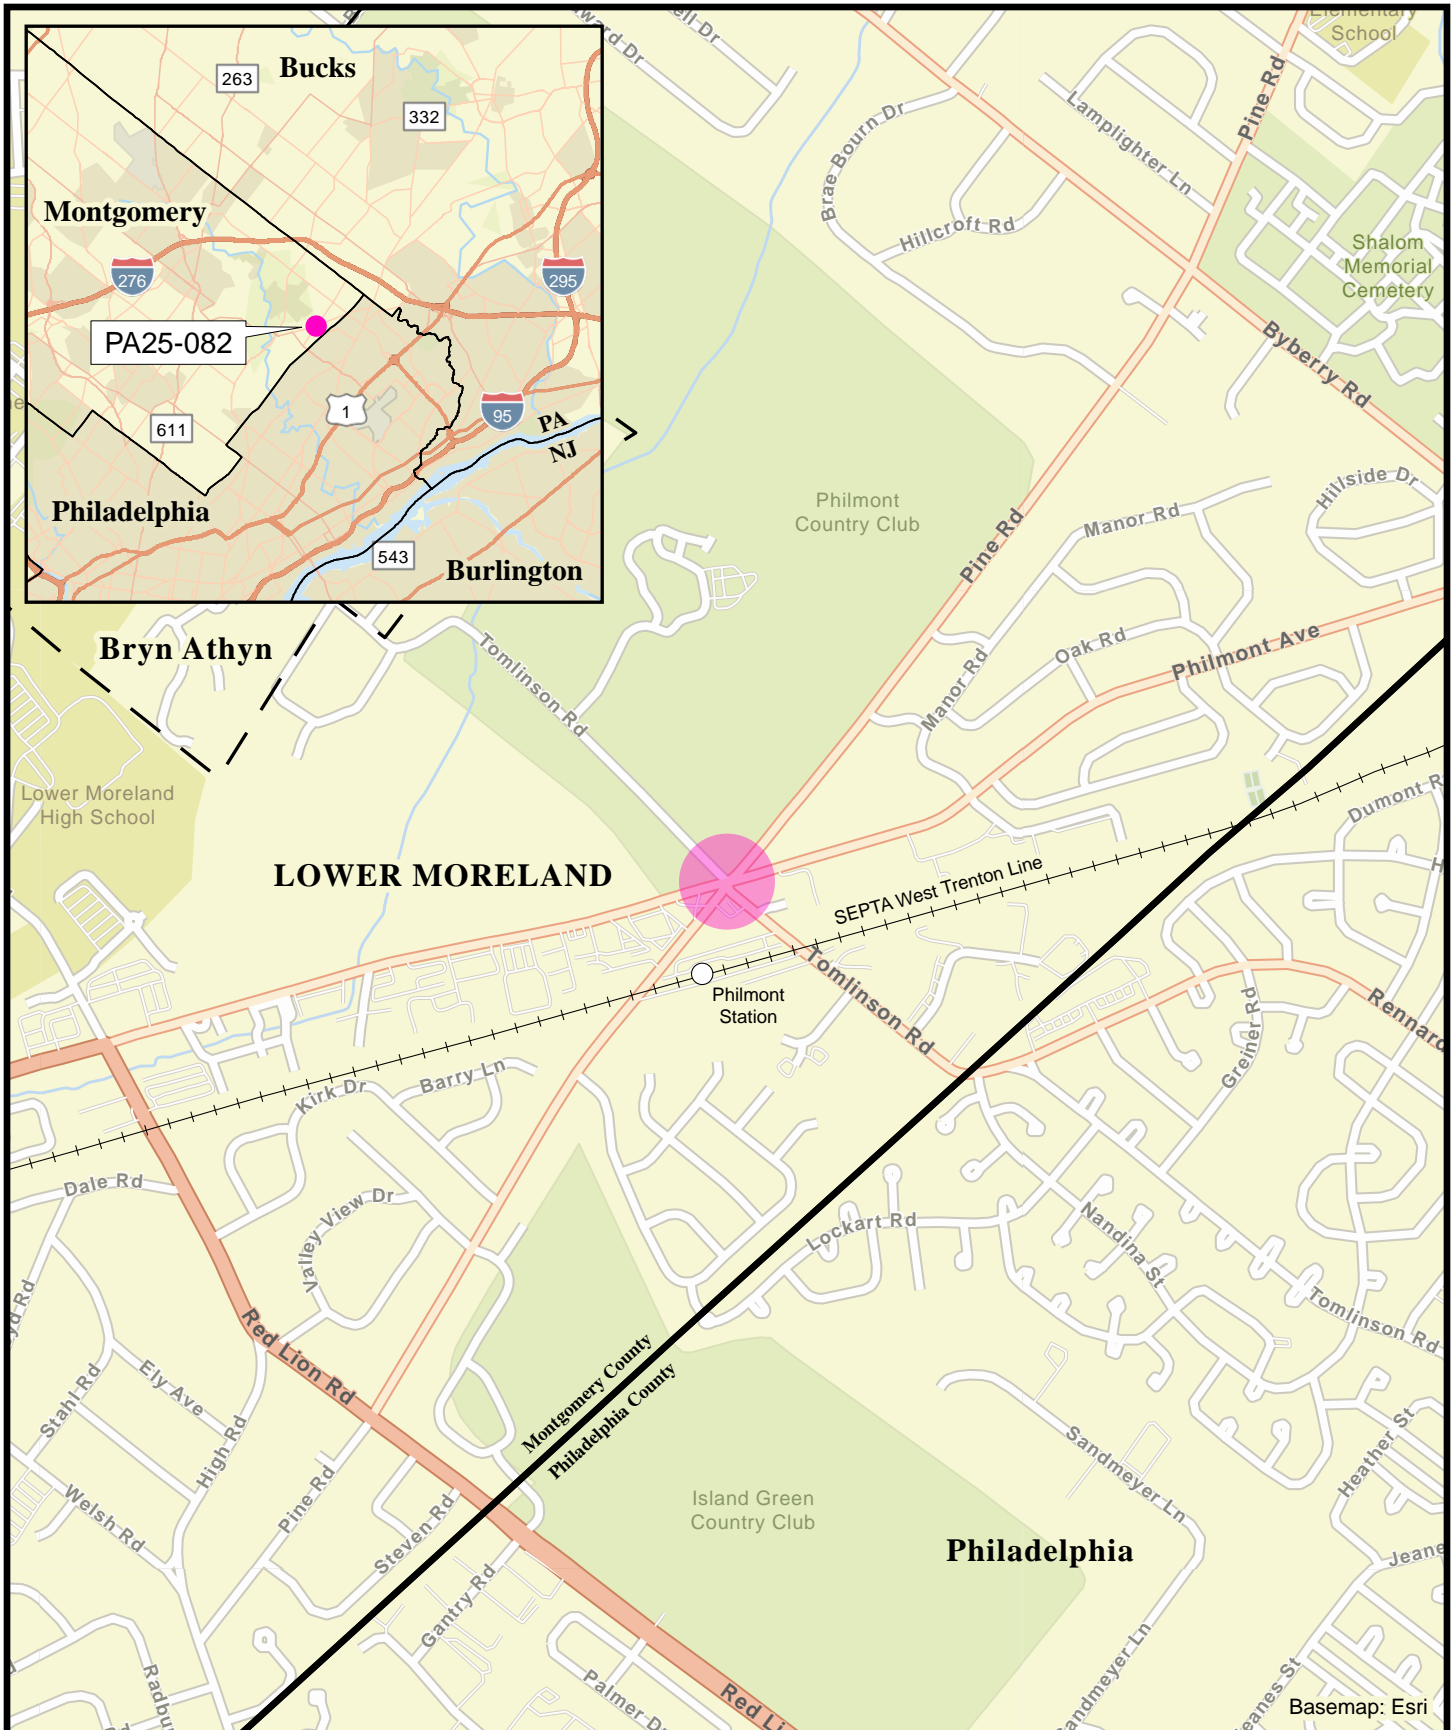 Bucks
263
332
Montgomery
276
295
PA25-082
1
95
611
PA
NJ
Philadelphia
543
Burlington
Elementary
School
Pine Rd
Lamplighter Ln
Brae Bourn Dr
Hillcroft Rd
Shalom
Memorial
Cemetery
Byberry Rd
Hillside Dr
Philmont
Country Club
Manor Rd
Pine Rd
Oak Rd
Philmont Ave
Manor Rd
Bryn Athyn
Tomlinson Rd
Lower Moreland
High School
Dumont R
LOWER MORELAND
SEPTA West Trenton Line
Philmont
Station
Tomlinson Rd
Rennard
Greiner Rd
Kirk Dr
Barry Ln
Dale Rd
Valley View Dr
Lockart Rd
Nandina St
Tomlinson Rd
yd Rd
Red Lion Rd
Ely Ave
Stahl Rd
High Rd
Montgomery County
Philadelphia County
Heather St
Sandmeyer Ln
Welsh Rd
Pine Rd
Steven Rd
Island Green
Country Club
Philadelphia
Jeane
Gantry Rd
Radbu
Palmer Dr
Red Li
andmeyer Ln
eanes St
Basemap: Esri